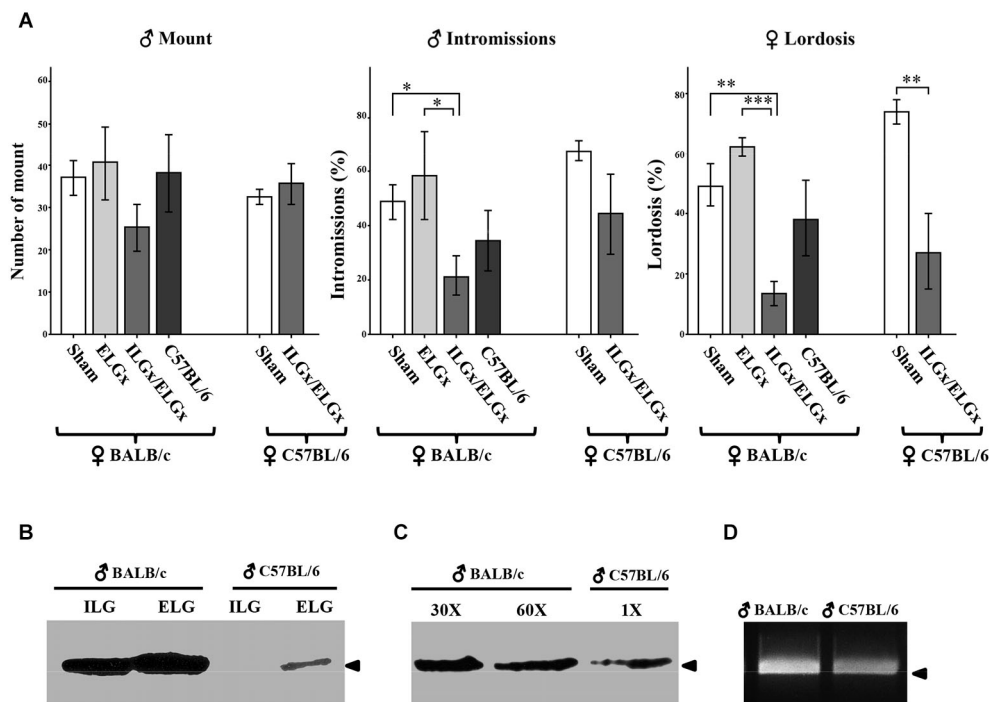 A
♂ Mount
♂ Intromissions
♀ Lordosis
Number of mount
60
50
40
30
20
10
0
Sham
ELGx
ILGx/ELGx
C57BL/6
Sham
ILGx/ELGx
♀ BALB/c
♀ C57BL/6
Intromissions (%)
80
60
40
20
0
*
*
Sham
ELGx
ILGx/ELGx
C57BL/6
Sham
ILGx/ELGx
♀ BALB/c
♀ C57BL/6
Lordosis (%)
80
60
40
20
0
**
***
**
Sham
ELGx
ILGx/ELGx
C57BL/6
Sham
ILGx/ELGx
♀ BALB/c
♀ C57BL/6
B
♂ BALB/c
♂ C57BL/6
ILG ELG ILG ELG
C
♂ BALB/c
♂ C57BL/6
30X 60X 1X
D
♂ BALB/c ♂ C57BL/6